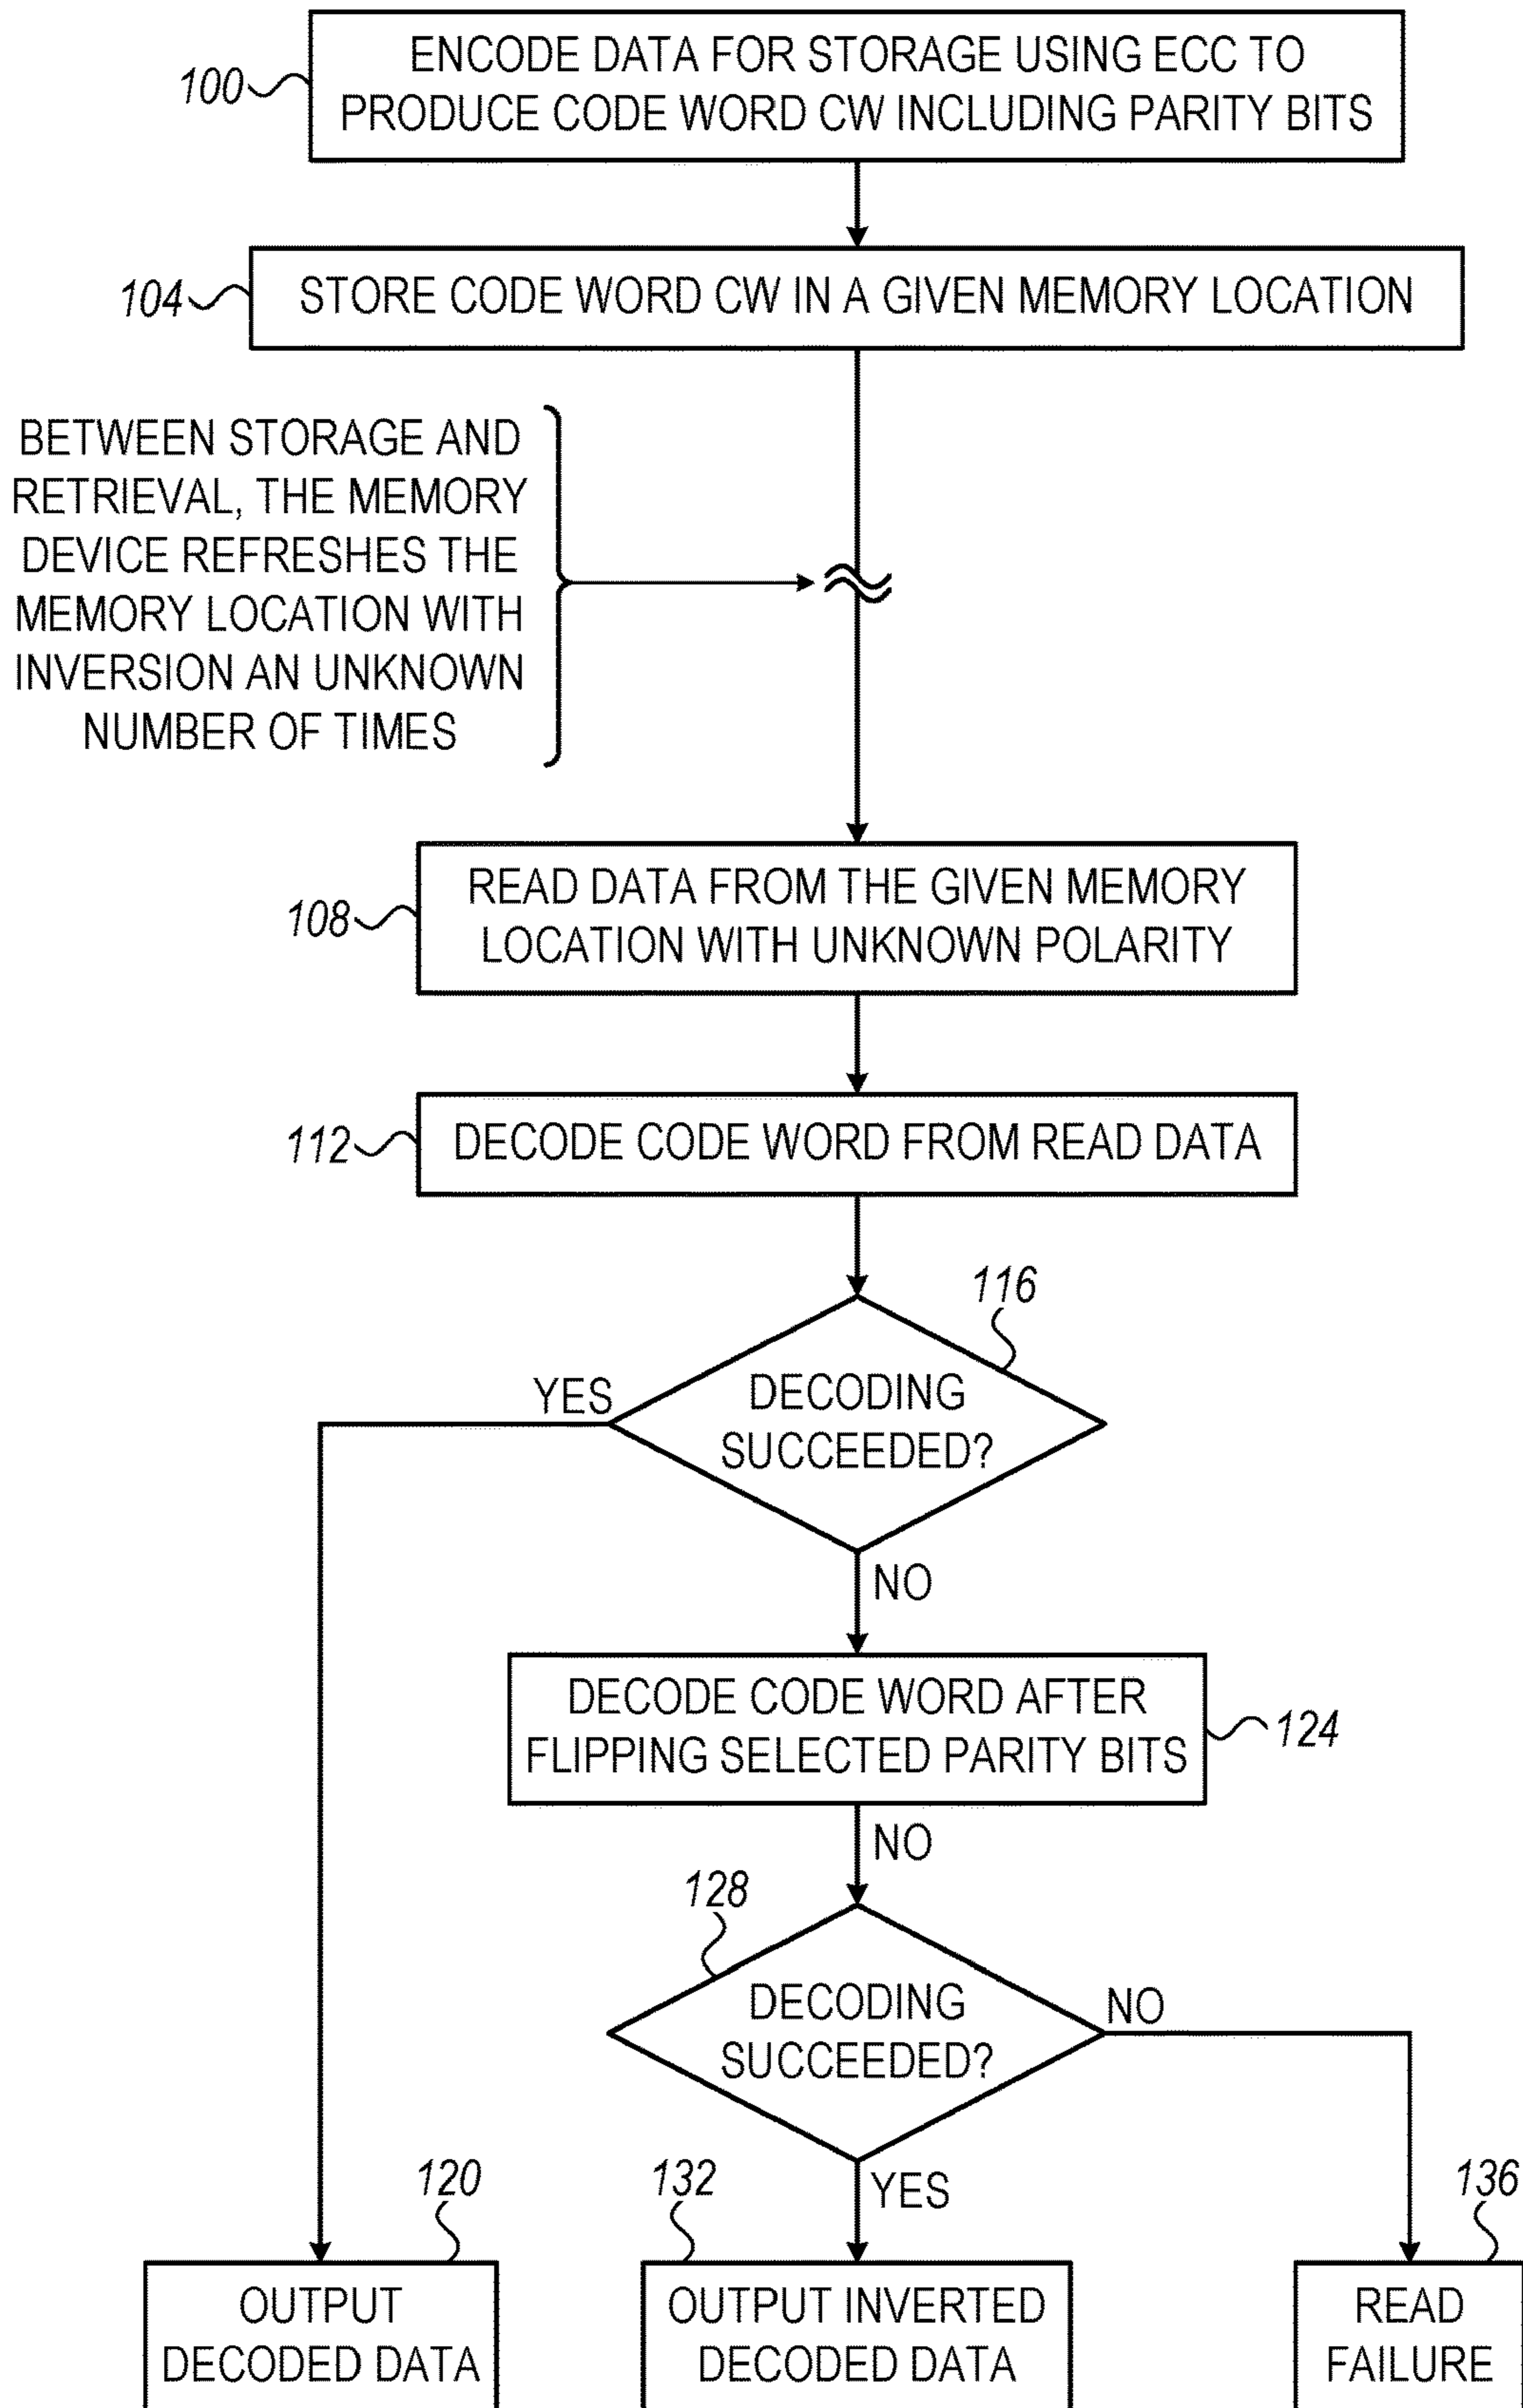 100
ENCODE DATA FOR STORAGE USING ECC TO
PRODUCE CODE WORD CW INCLUDING PARITY BITS
104
STORE CODE WORD CW IN A GIVEN MEMORY LOCATION
BETWEEN STORAGE AND
RETRIEVAL, THE MEMORY
DEVICE REFRESHES THE
MEMORY LOCATION WITH
INVERSION AN UNKNOWN
NUMBER OF TIMES
108
READ DATA FROM THE GIVEN MEMORY
LOCATION WITH UNKNOWN POLARITY
112
DECODE CODE WORD FROM READ DATA
116
YES
DECODING
SUCCEEDED?
NO
DECODE CODE WORD AFTER
FLIPPING SELECTED PARITY BITS
124
NO
128
DECODING
SUCCEEDED?
NO
YES
120
132
136
OUTPUT
DECODED DATA
OUTPUT INVERTED
DECODED DATA
READ
FAILURE